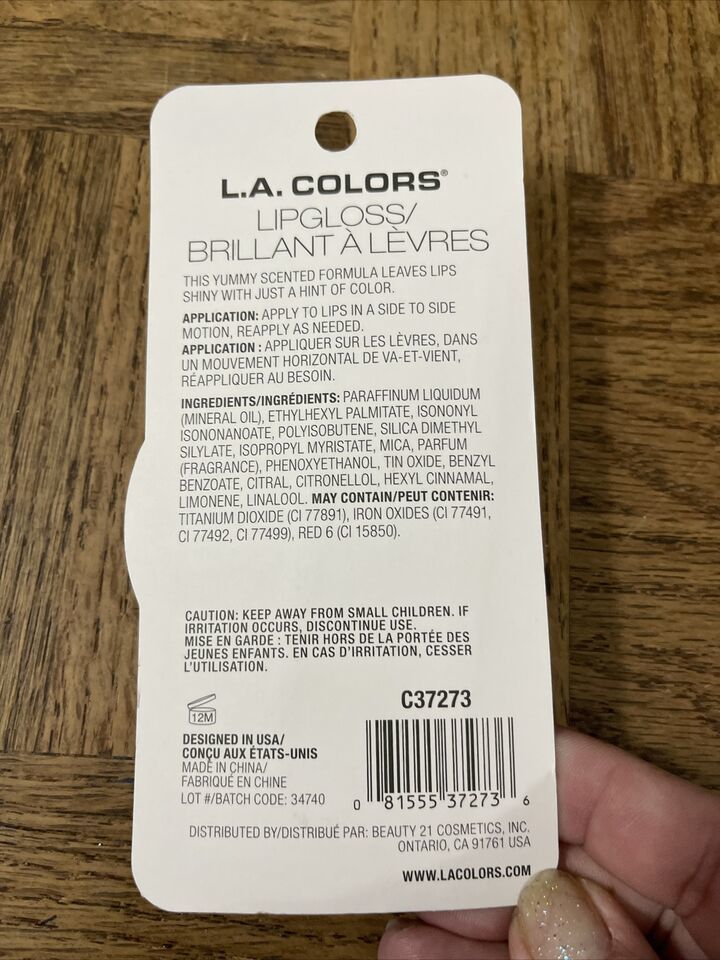 L.A. COLORS®
LIPGLOSS/
BRILLANT À LÈVRES
THIS YUMMY SCENTED FORMULA LEAVES LIPS
SHINY WITH JUST A HINT OF COLOR.
APPLICATION: APPLY TO LIPS IN A SIDE TO SIDE
MOTION, REAPPLY AS NEEDED.
APPLICATION : APPLIQUER SUR LES LÈVRES, DANS
UN MOUVEMENT HORIZONTAL DE VA-ET-VIENT,
RÉAPPLIQUER AU BESOIN.
INGREDIENTS/INGRÉDIENTS: PARAFFINUM LIQUIDUM
(MINERAL OIL), ETHYLHEXYL PALMITATE, ISONONYL
ISONONANOATE, POLYISOBUTENE, SILICA DIMETHYL
SILYLATE, ISOPROPYL MYRISTATE, MICA, PARFUM
(FRAGRANCE), PHENOXYETHANOL, TIN OXIDE, BENZYL
BENZOATE, CITRAL, CITRONELLOL, HEXYL CINNAMAL,
LIMONENE, LINALOOL. MAY CONTAIN/PEUT CONTENIR:
TITANIUM DIOXIDE (CI 77891), IRON OXIDES (CI 77491,
CI 77492, CI 77499), RED 6 (CI 15850).
CAUTION: KEEP AWAY FROM SMALL CHILDREN. IF
IRRITATION OCCURS, DISCONTINUE USE.
MISE EN GARDE : TENIR HORS DE LA PORTÉE DES
JEUNES ENFANTS. EN CAS D'IRRITATION, CESSER
L'UTILISATION.
C37273
12M
DESIGNED IN USA/
CONÇU AUX ÉTATS-UNIS
MADE IN CHINA/
FABRIQUÉ EN CHINE
LOT #/BATCH CODE: 34740
0 81555 37273 6
DISTRIBUTED BY/DISTRIBUÉ PAR: BEAUTY 21 COSMETICS, INC.
ONTARIO, CA 91761 USA
WWW.LACOLORS.COM